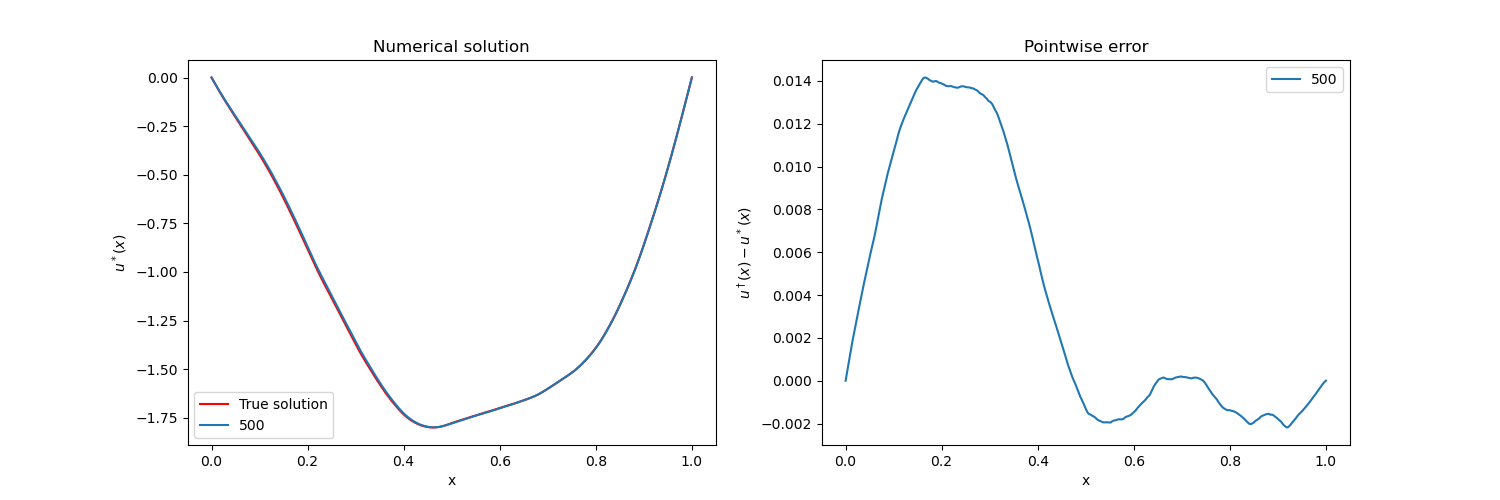 Numerical solution
0.00
−0.25
−0.50
−0.75
−1.00
−1.25
−1.50
−1.75
u*(x)
True solution
500
0.0 0.2 0.4 0.6 0.8 1.0
x
Pointwise error
500
0.014
0.012
0.010
0.008
0.006
0.004
0.002
0.000
−0.002
u†(x) − u*(x)
0.0 0.2 0.4 0.6 0.8 1.0
x